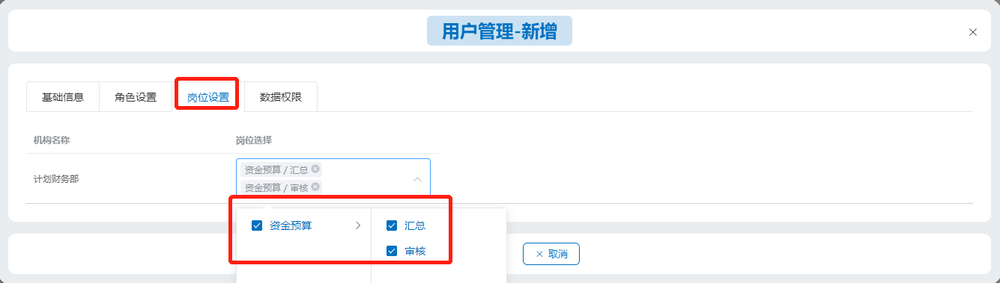 用户管理-新增
基础信息 角色设置 岗位设置 数据权限
机构名称 岗位选择
计划财务部
资金预算 / 汇总
资金预算 / 审核
资金预算 汇总
审核
取消